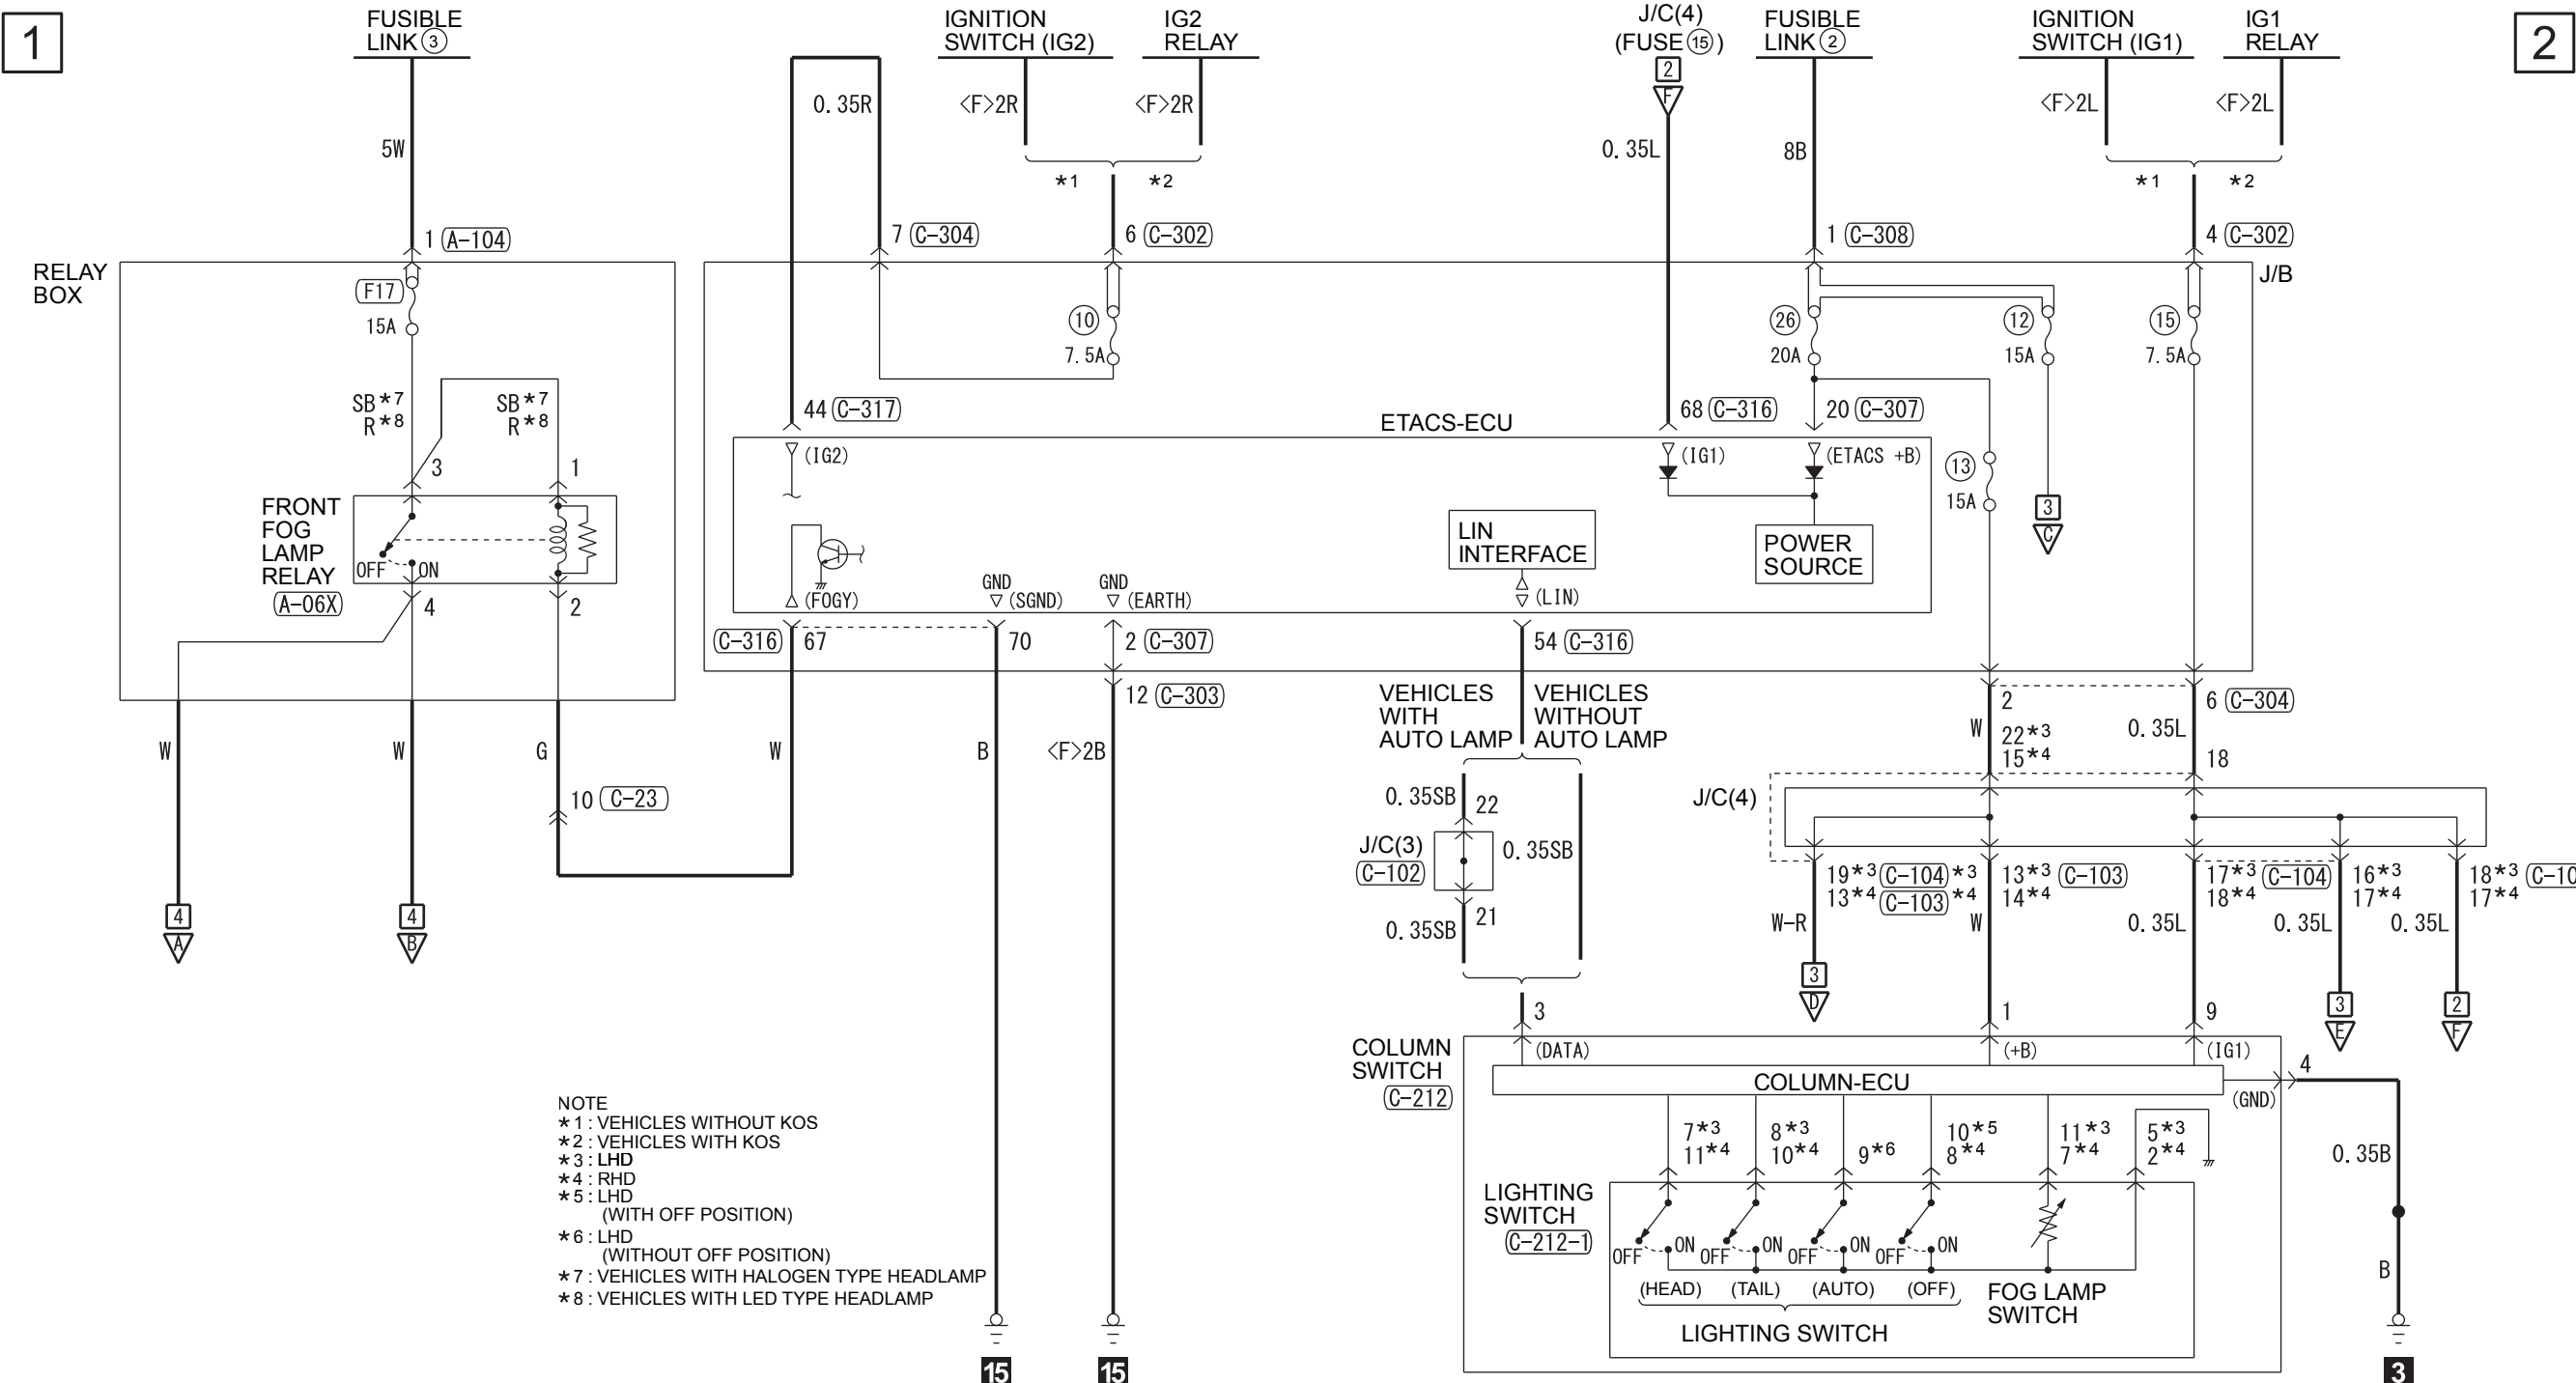 1
FUSIBLE
LINK 3
IGNITION
SWITCH (IG2)
IG2
RELAY
J/C(4)
(FUSE 15)
FUSIBLE
LINK 2
IGNITION
SWITCH (IG1)
IG1
RELAY
2
2
F
0.35R
<F>2R
<F>2R
0.35L
8B
<F>2L
<F>2L
5W
*1
*2
*1
*2
1 (A-104)
7 (C-304)
6 (C-302)
1 (C-308)
4 (C-302)
RELAY
BOX
J/B
F17
15A
10
7.5A
26
20A
12
15A
15
7.5A
SB*7
R*8
SB*7
R*8
44 (C-317)
ETACS-ECU
68 (C-316)
20 (C-307)
3
1
(IG2)
(IG1)
(ETACS +B)
13
15A
FRONT
FOG
LAMP
RELAY
(A-06X)
OFF
ON
LIN
INTERFACE
POWER
SOURCE
3
C
4
2
(FOGY)
GND
(SGND)
GND
(EARTH)
(LIN)
(C-316) 67
70
2 (C-307)
54 (C-316)
12 (C-303)
VEHICLES
WITH
AUTO LAMP
VEHICLES
WITHOUT
AUTO LAMP
2
6 (C-304)
W
W
G
W
B
<F>2B
W
22*3
15*4
0.35L
18
10 (C-23)
0.35SB
22
J/C(3)
(C-102)
0.35SB
21
0.35SB
J/C(4)
19*3 (C-104)*3
13*4 (C-103)*4
13*3 (C-103)
14*4
17*3 (C-104)
18*4
16*3
17*4
18*3
17*4
W-R
W
0.35L
0.35L
0.35L
4
A
4
B
3
D
3
E
2
F
3
1
9
COLUMN
SWITCH
(C-212)
(DATA)
(+B)
(IG1)
4
COLUMN-ECU
(GND)
7*3
11*4
8*3
10*4
9*6
10*5
8*4
11*3
7*4
5*3
2*4
0.35B
LIGHTING
SWITCH
(C-212-1)
OFF
ON
OFF
ON
OFF
ON
OFF
ON
(HEAD)
(TAIL)
(AUTO)
(OFF)
FOG LAMP
SWITCH
LIGHTING SWITCH
B
NOTE
*1 : VEHICLES WITHOUT KOS
*2 : VEHICLES WITH KOS
*3 : LHD
*4 : RHD
*5 : LHD
(WITH OFF POSITION)
*6 : LHD
(WITHOUT OFF POSITION)
*7 : VEHICLES WITH HALOGEN TYPE HEADLAMP
*8 : VEHICLES WITH LED TYPE HEADLAMP
15
15
3